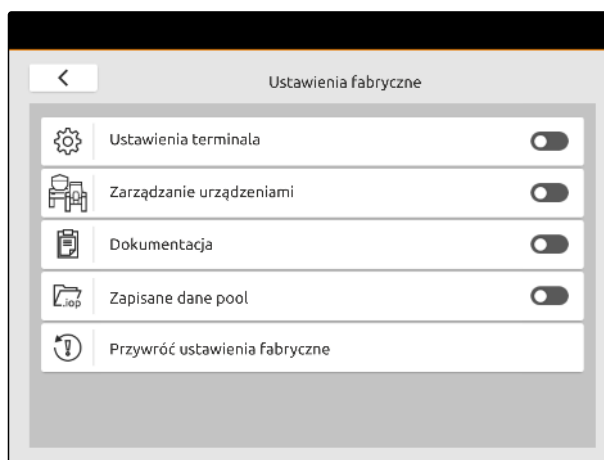 Ustawienia fabryczne
Ustawienia terminala
Zarządzanie urządzeniami
Dokumentacja
.iop
Zapisane dane pool
Przywróć ustawienia fabryczne